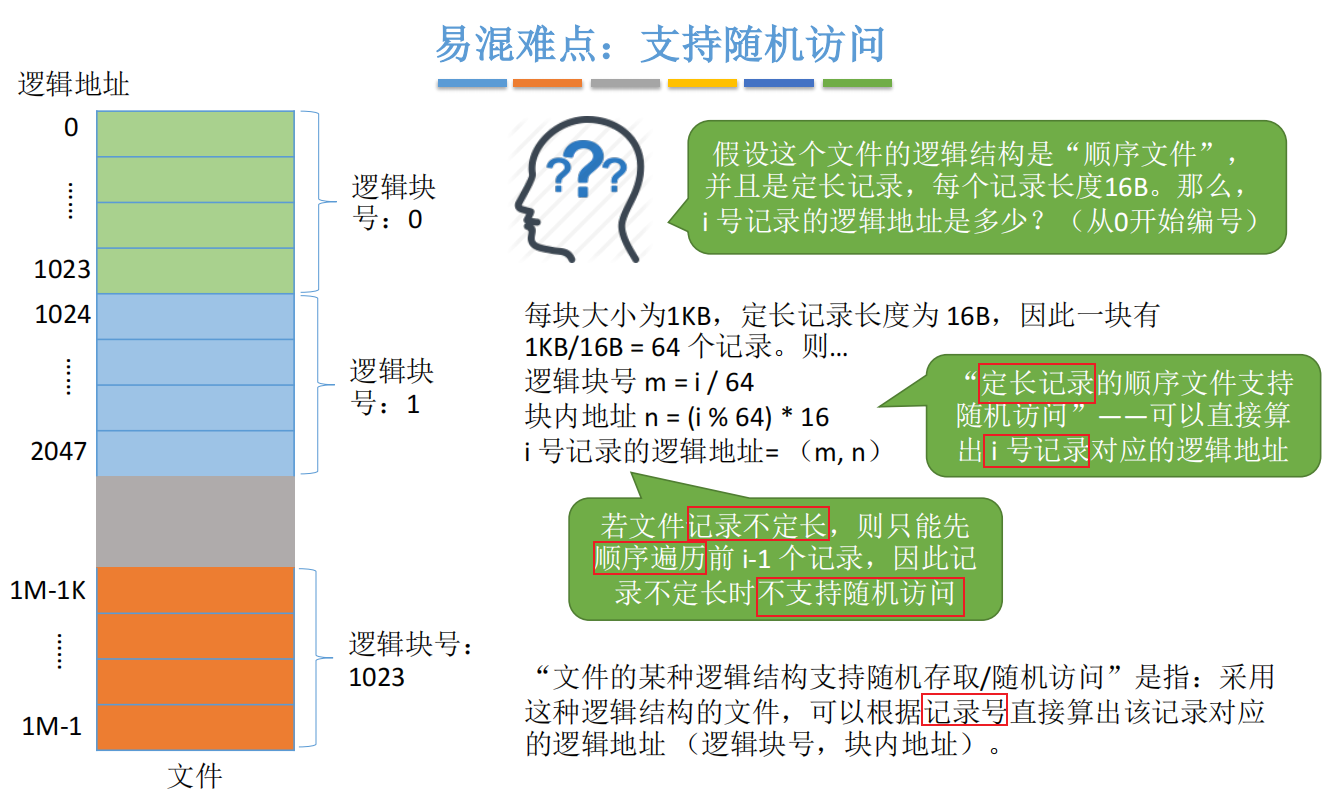 易混难点：支持随机访问
逻辑地址
0
……
1023
1024
……
2047
1M-1K
……
1M-1
文件
逻辑块
号：0
逻辑块
号：1
逻辑块号：
1023
???
假设这个文件的逻辑结构是“顺序文件”，
并且是定长记录，每个记录长度16B。那么，
i 号记录的逻辑地址是多少？（从0开始编号）
每块大小为1KB，定长记录长度为 16B，因此一块有
1KB/16B = 64 个记录。则…
逻辑块号 m = i / 64
块内地址 n = (i % 64) * 16
i 号记录的逻辑地址= （m, n）
“定长记录的顺序文件支持
随机访问”——可以直接算
出 i 号记录对应的逻辑地址
若文件记录不定长，则只能先
顺序遍历前 i-1 个记录，因此记
录不定长时不支持随机访问
“文件的某种逻辑结构支持随机存取/随机访问”是指：采用
这种逻辑结构的文件，可以根据记录号直接算出该记录对应
的逻辑地址 （逻辑块号，块内地址）。